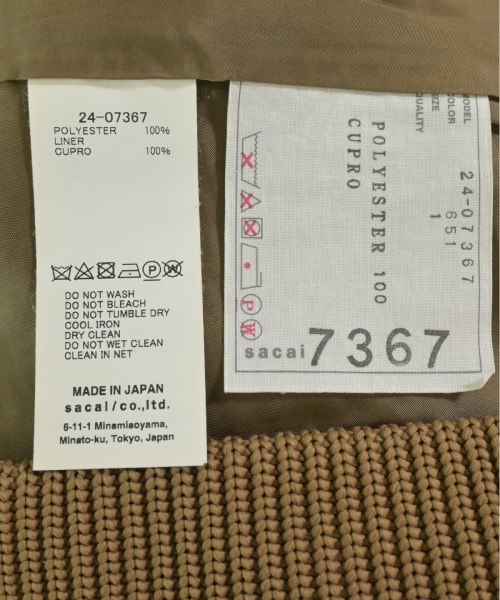 24-07367
POLYESTER 100%
LINER
CUPRO 100%
DO NOT WASH
DO NOT BLEACH
DO NOT TUMBLE DRY
COOL IRON
DRY CLEAN
DO NOT WET CLEAN
CLEAN IN NET
MADE IN JAPAN
sacai/co.,ltd.
6-11-1 Minamiaoyama,
Minato-ku, Tokyo, Japan
MODEL 24-07367
COLOR 651
SIZE 1
QUALITY
POLYESTER 100
CUPRO
sacai 7367